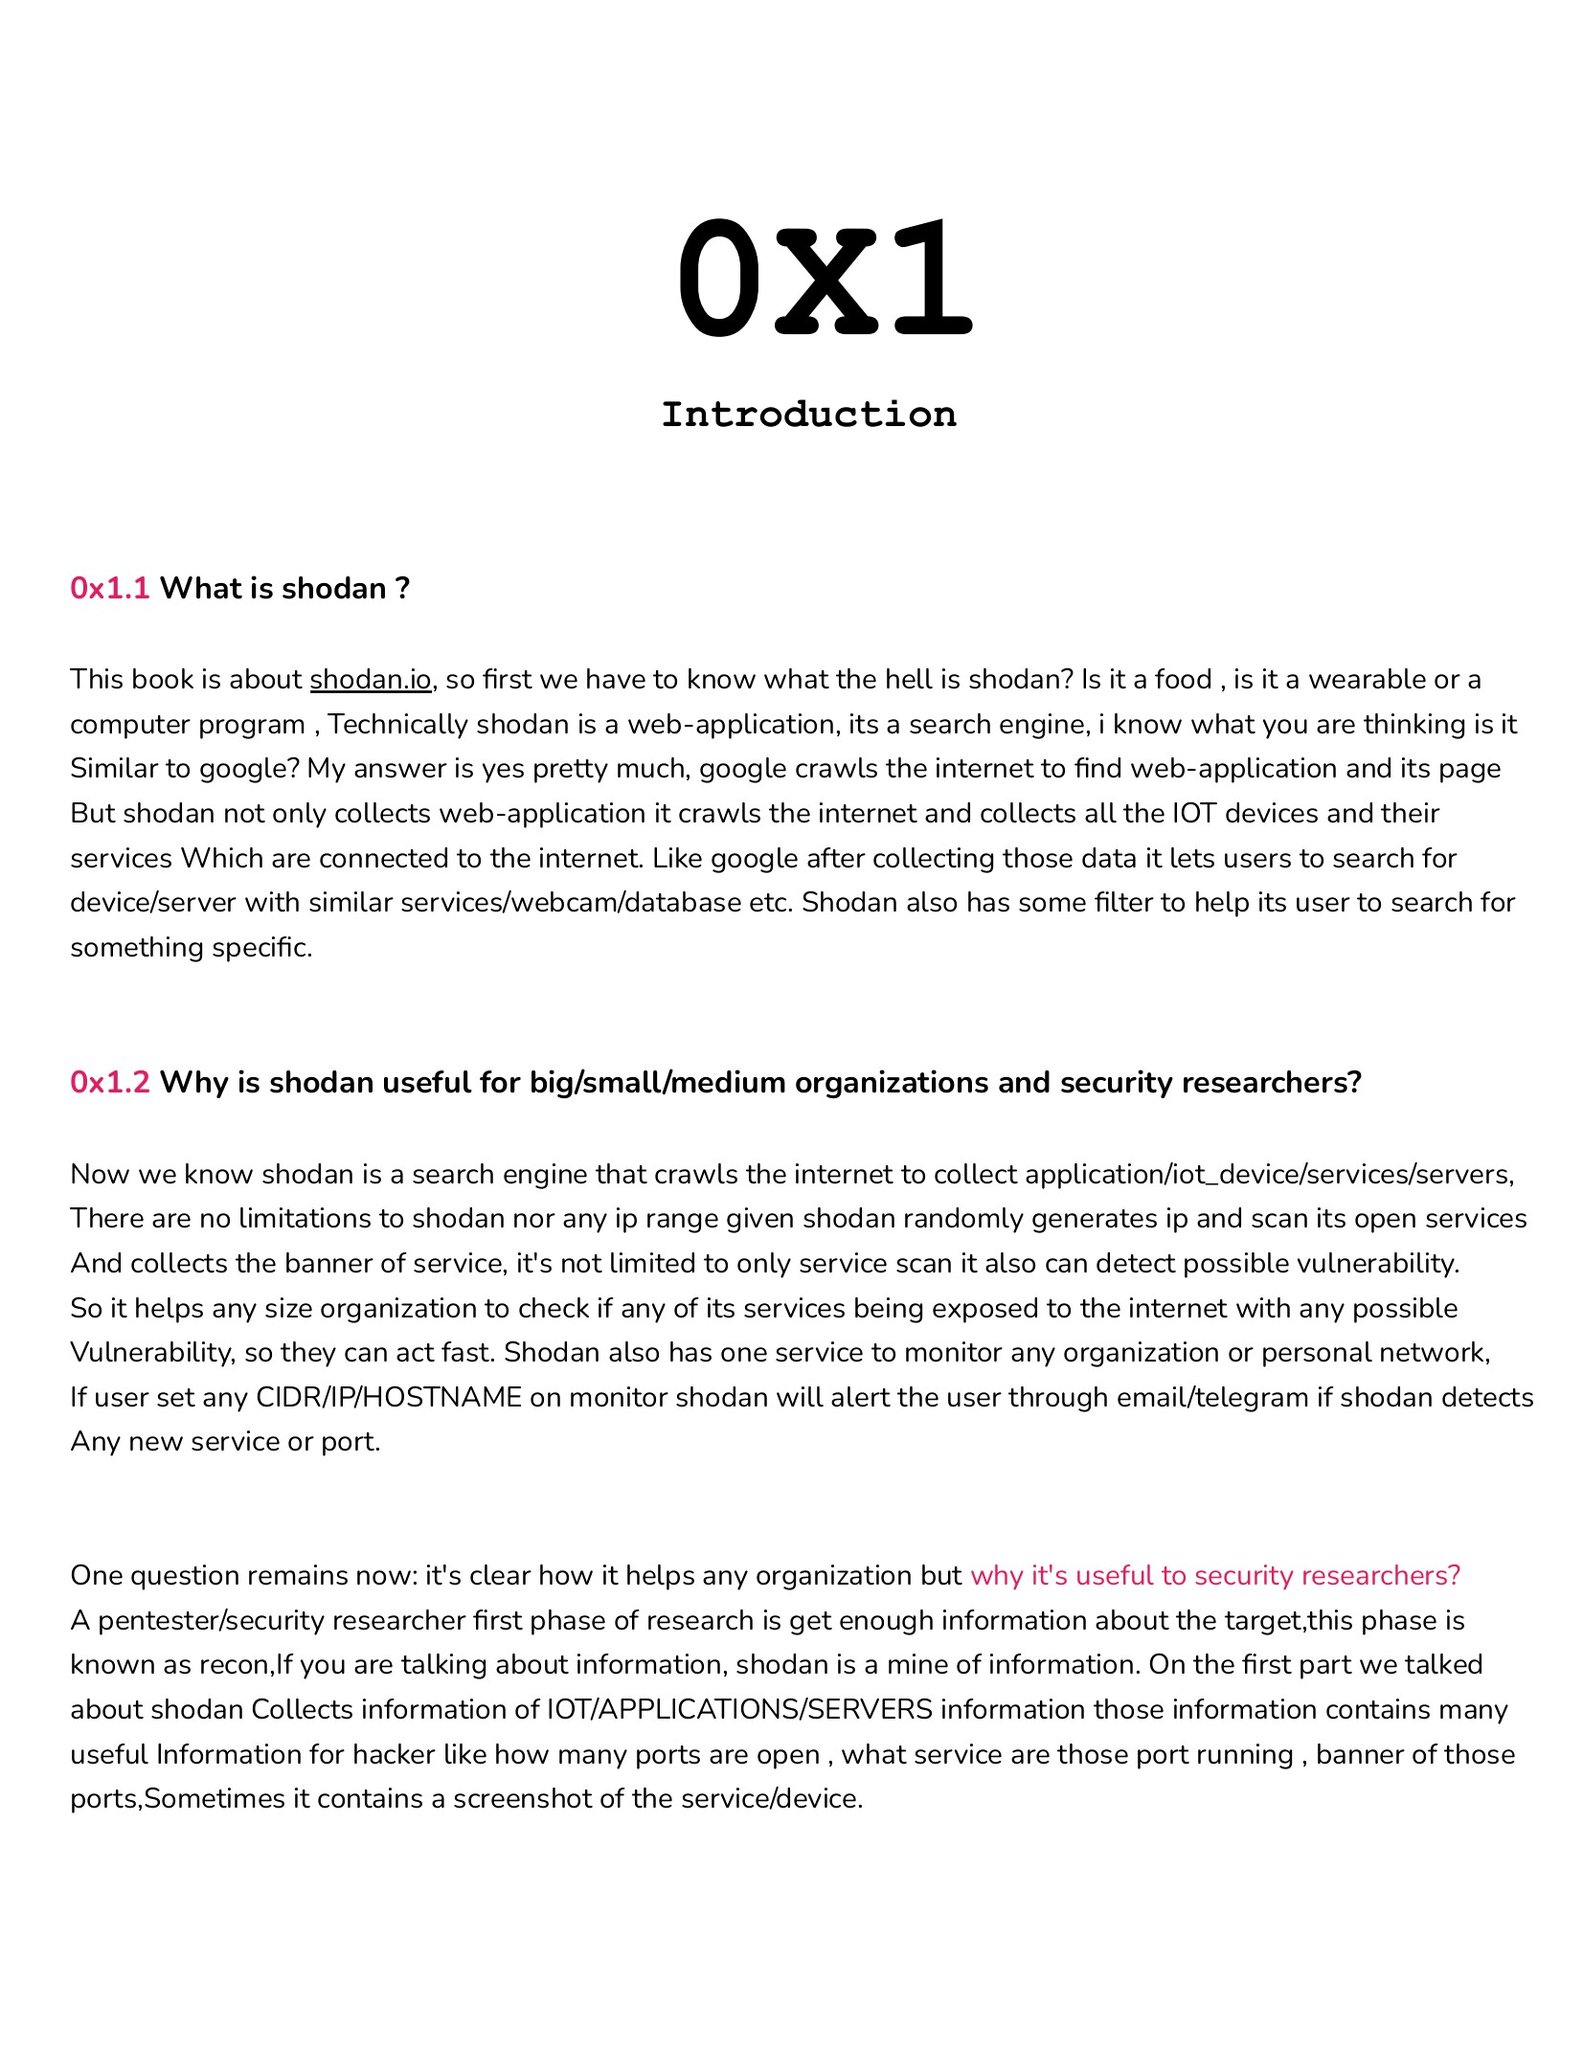 0X1
Introduction
0x1.1 What is shodan ?
This book is about shodan.io, so first we have to know what the hell is shodan? Is it a food , is it a wearable or a
computer program , Technically shodan is a web-application, its a search engine, i know what you are thinking is it
Similar to google? My answer is yes pretty much, google crawls the internet to find web-application and its page
But shodan not only collects web-application it crawls the internet and collects all the IOT devices and their
services Which are connected to the internet. Like google after collecting those data it lets users to search for
device/server with similar services/webcam/database etc. Shodan also has some filter to help its user to search for
something specific.
0x1.2 Why is shodan useful for big/small/medium organizations and security researchers?
Now we know shodan is a search engine that crawls the internet to collect application/iot_device/services/servers,
There are no limitations to shodan nor any ip range given shodan randomly generates ip and scan its open services
And collects the banner of service, it's not limited to only service scan it also can detect possible vulnerability.
So it helps any size organization to check if any of its services being exposed to the internet with any possible
Vulnerability, so they can act fast. Shodan also has one service to monitor any organization or personal network,
If user set any CIDR/IP/HOSTNAME on monitor shodan will alert the user through email/telegram if shodan detects
Any new service or port.
One question remains now: it's clear how it helps any organization but why it's useful to security researchers?
A pentester/security researcher first phase of research is get enough information about the target,this phase is
known as recon,If you are talking about information, shodan is a mine of information. On the first part we talked
about shodan Collects information of IOT/APPLICATIONS/SERVERS information those information contains many
useful Information for hacker like how many ports are open , what service are those port running , banner of those
ports,Sometimes it contains a screenshot of the service/device.